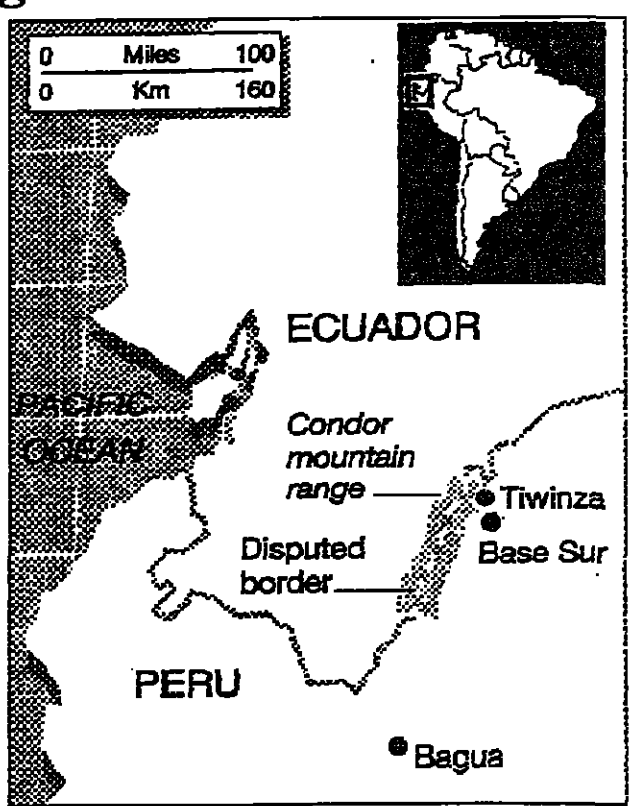 0 Miles 100
0 Km 160
ECUADOR
PACIFIC
OCEAN
Condor
mountain
range
Tiwinza
Base Sur
Disputed
border
PERU
Bagua